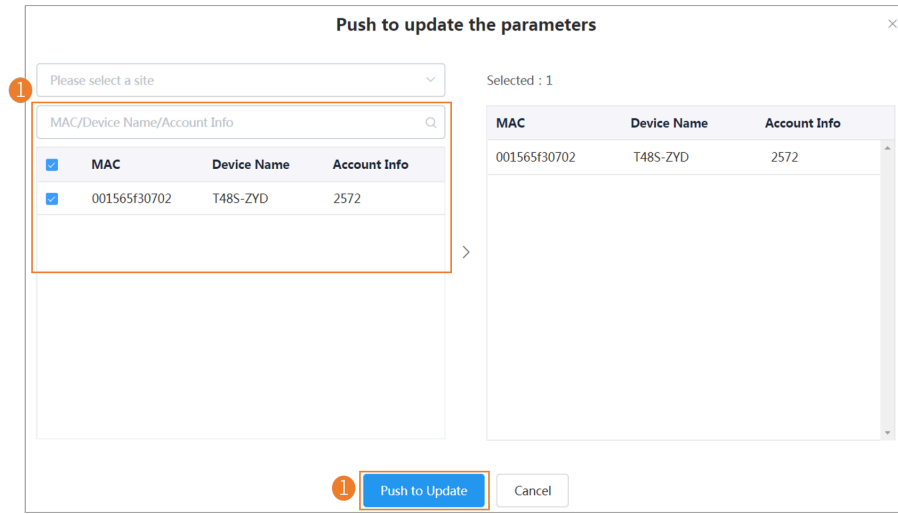 Push to update the parameters
Please select a site
Selected : 1
1
MAC/Device Name/Account Info
MAC Device Name Account Info
MAC Device Name Account Info
001565f30702 T48S-ZYD 2572
001565f30702 T48S-ZYD 2572
1
Push to Update
Cancel